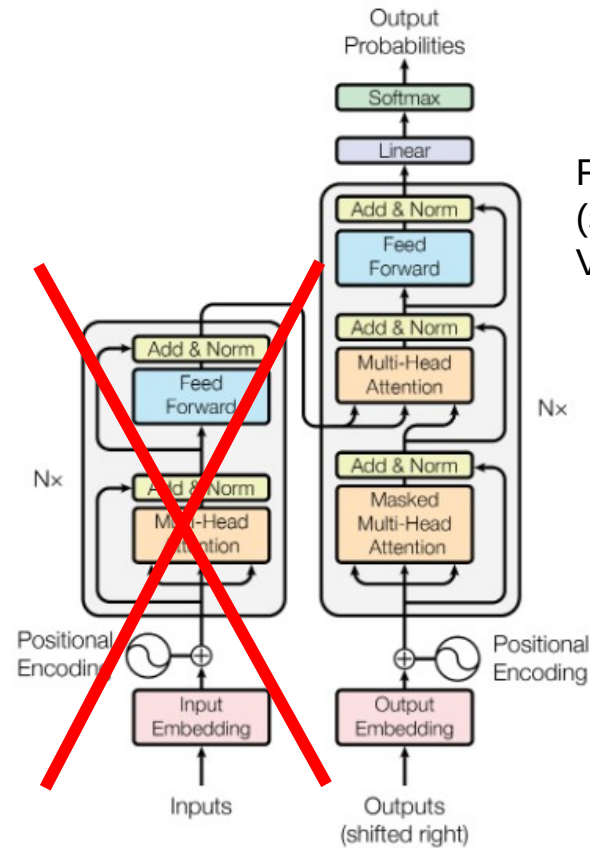 Output
Probabilities
Softmax
Linear
Add & Norm
Feed
Forward
Add & Norm
Multi-Head
Attention
Add & Norm
Masked
Multi-Head
Attention
N×
Positional
Encoding
Output
Embedding
Outputs
(shifted right)
Add & Norm
Feed
Forward
Add & Norm
Multi-Head
Attention
N×
Positional
Encoding
Input
Embedding
Inputs